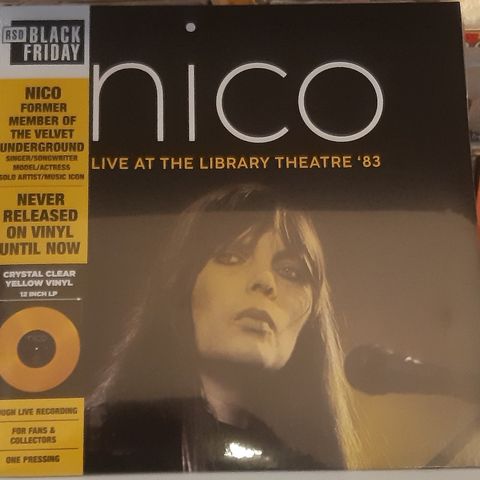 RSD BLACK
FRIDAY
nico
LIVE AT THE LIBRARY THEATRE '83
NICO
FORMER
MEMBER OF
THE VELVET
UNDERGROUND
SINGER/SONGWRITER
MODEL/ACTRESS
SOLO ARTIST/MUSIC ICON
NEVER
RELEASED
ON VINYL
UNTIL NOW
CRYSTAL CLEAR
YELLOW VINYL
12 INCH LP
NICO
LIVE RECORDING
FOR FANS &
COLLECTORS
ONE PRESSING